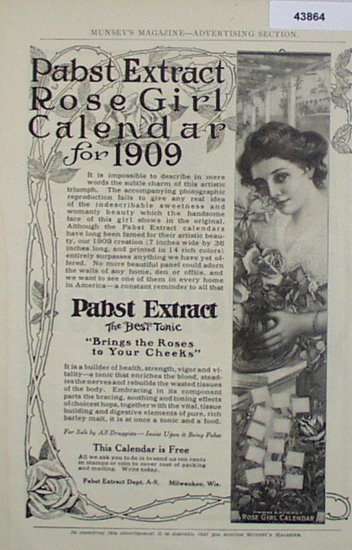 43864
MUNSEY'S MAGAZINE—ADVERTISING SECTION.
Pabst Extract
Rose Girl
Calendar
for 1909
It is impossible to describe in mere
words the subtle charm of this artistic
triumph. The accompanying photographic
reproduction fails to give any real idea
of the indescribable sweetness and
womanly beauty which the handsome
face of this girl shows in the original.
Although the Pabst Extract calendars
have long been famed for their artistic beau-
ty, our 1909 creation (7 inches wide by 36
inches long, and printed in 14 rich colors)
entirely surpasses anything we have yet of-
fered. No more beautiful panel could adorn
the walls of any home, den or office, and
we want to see one of them in every home
in America—a constant reminder to all that
Pabst Extract
The "Best" Tonic
"Brings the Roses
to Your Cheeks"
It is a builder of health, strength, vigor and vi-
tality—a tonic that enriches the blood, stead-
ies the nerves and rebuilds the wasted tissues
of the body. Embracing in its component
parts the bracing, soothing and toning effects
of choicest hops, together with the vital, tissue
building and digestive elements of pure, rich
barley malt, it is at once a tonic and a food.
For Sale by All Druggists—Insist Upon it Being Pabst
This Calendar is Free
All we ask you to do is to send us ten cents
in stamps or coin to cover cost of packing
and mailing. Write today.
Pabst Extract Dept. A-9. Milwaukee, Wis.
PABST EXTRACT
ROSE GIRL CALENDAR
In answering this advertisement it is desirable that you mention MUNSEY'S MAGAZINE.